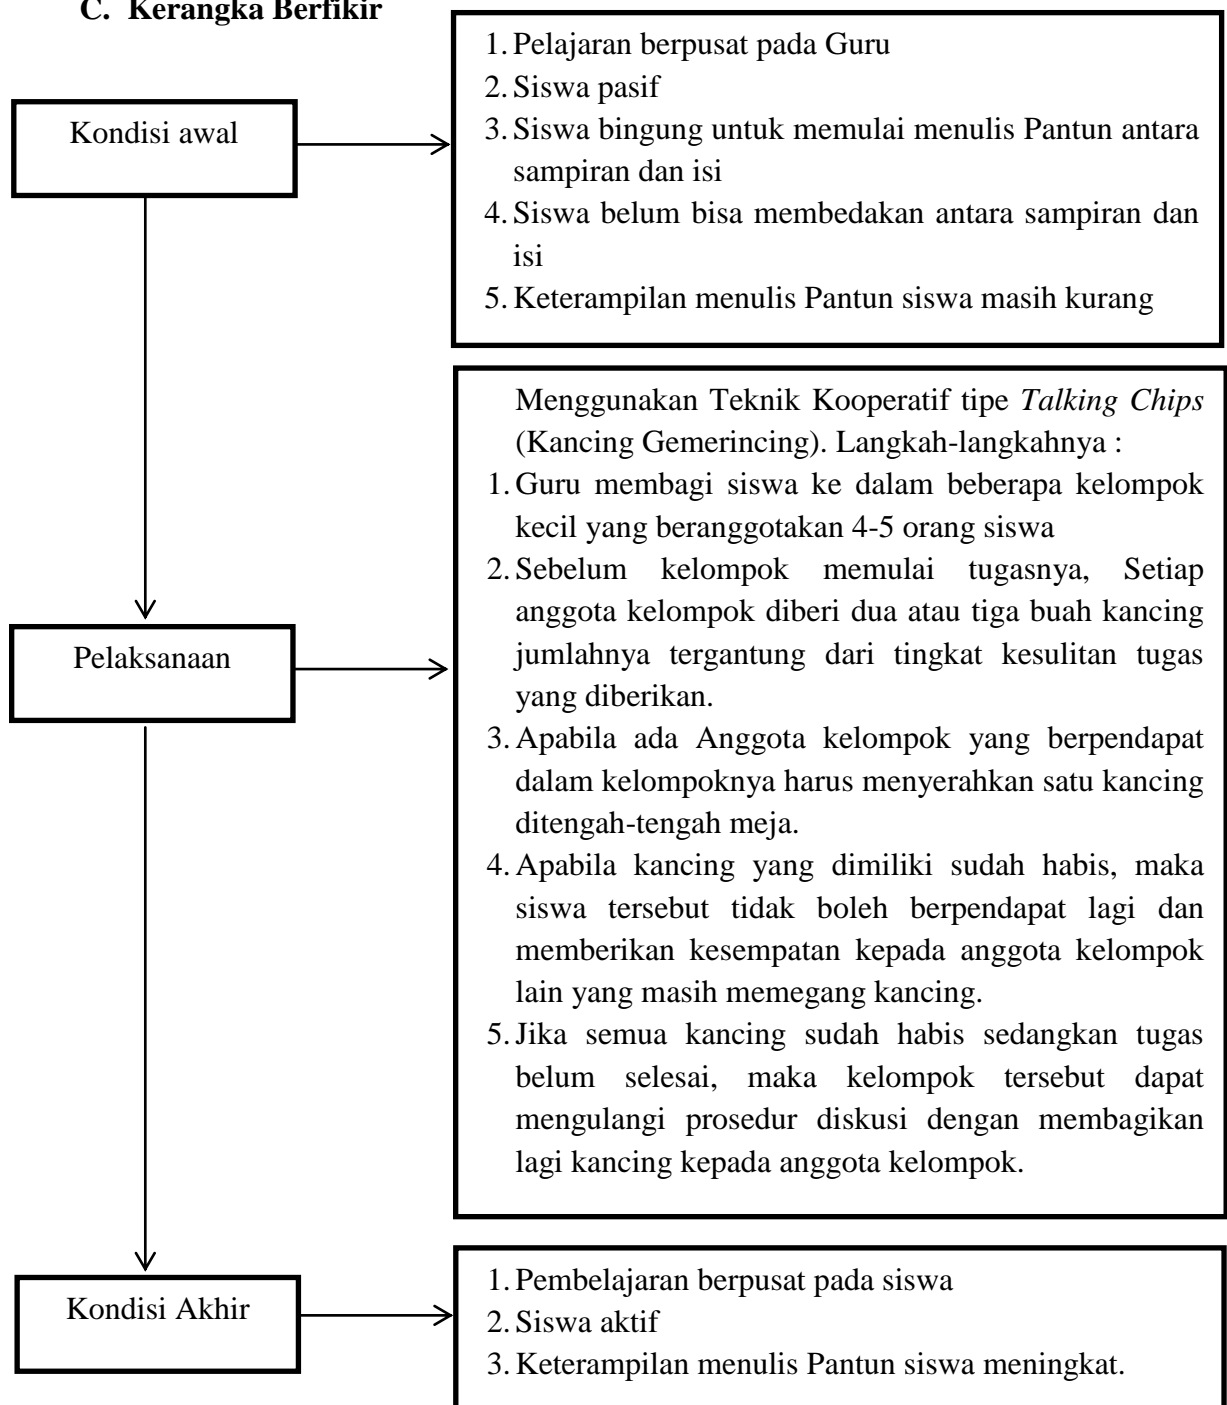 C. Kerangka Berfikir
Kondisi awal
1. Pelajaran berpusat pada Guru
2. Siswa pasif
3. Siswa bingung untuk memulai menulis Pantun antara
sampiran dan isi
4. Siswa belum bisa membedakan antara sampiran dan
isi
5. Keterampilan menulis Pantun siswa masih kurang
Pelaksanaan
Menggunakan Teknik Kooperatif tipe Talking Chips
(Kancing Gemerincing). Langkah-langkahnya :
1. Guru membagi siswa ke dalam beberapa kelompok
kecil yang beranggotakan 4-5 orang siswa
2. Sebelum kelompok memulai tugasnya, Setiap
anggota kelompok diberi dua atau tiga buah kancing
jumlahnya tergantung dari tingkat kesulitan tugas
yang diberikan.
3. Apabila ada Anggota kelompok yang berpendapat
dalam kelompoknya harus menyerahkan satu kancing
ditengah-tengah meja.
4. Apabila kancing yang dimiliki sudah habis, maka
siswa tersebut tidak boleh berpendapat lagi dan
memberikan kesempatan kepada anggota kelompok
lain yang masih memegang kancing.
5. Jika semua kancing sudah habis sedangkan tugas
belum selesai, maka kelompok tersebut dapat
mengulangi prosedur diskusi dengan membagikan
lagi kancing kepada anggota kelompok.
Kondisi Akhir
1. Pembelajaran berpusat pada siswa
2. Siswa aktif
3. Keterampilan menulis Pantun siswa meningkat.